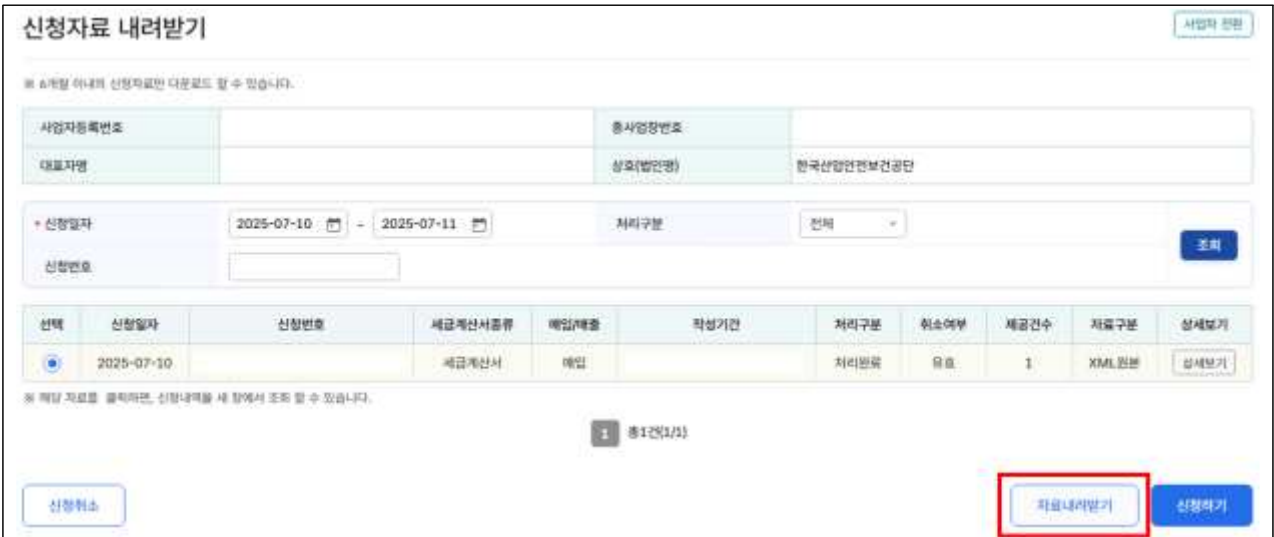 신청자료 내려받기
사업자 전환
※ 6개월 이내의 신청자료만 다운로드 할 수 있습니다.
사업자등록번호 종사업장번호
대표자명 상호(법인명) 한국산업안전보건공단
* 신청일자 2025-07-10 - 2025-07-11 처리구분 전체
조회
신청번호
선택 신청일자 신청번호 세금계산서종류 매입/매출 작성기간 처리구분 취소여부 제공건수 자료구분 상세보기
2025-07-10 세금계산서 매입 처리완료 유효 1 XML원본 상세보기
※ 해당 자료를 클릭하면, 신청내역을 새 창에서 조회 할 수 있습니다.
1 총1건(1/1)
신청취소 자료내려받기 신청하기